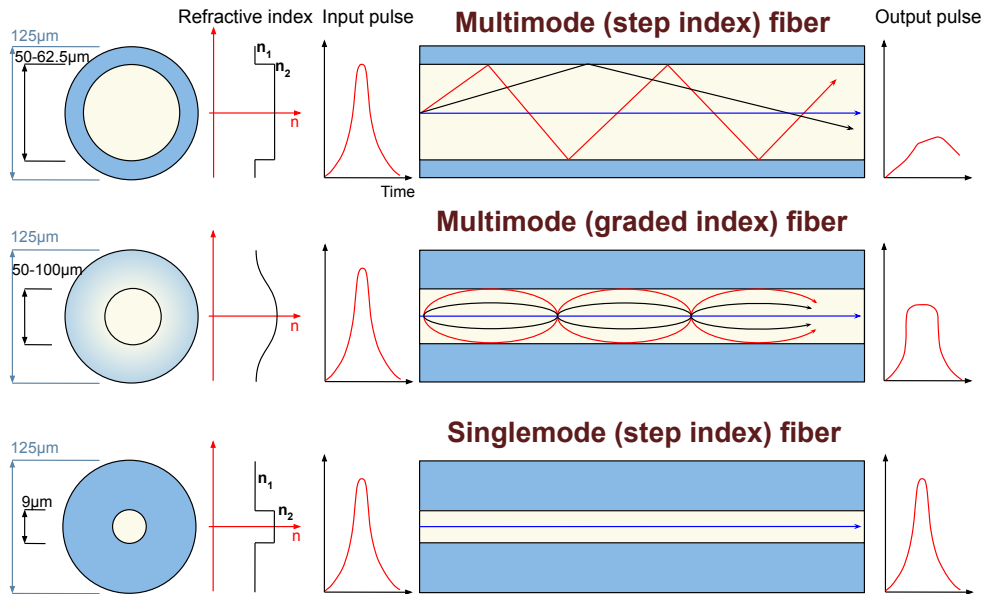 Refractive index
Input pulse
Multimode (step index) fiber
Output pulse
125µm
50-62.5µm
n1
n2
n
Time
Multimode (graded index) fiber
125µm
50-100µm
n
Singlemode (step index) fiber
125µm
n1
9µm
n2
n